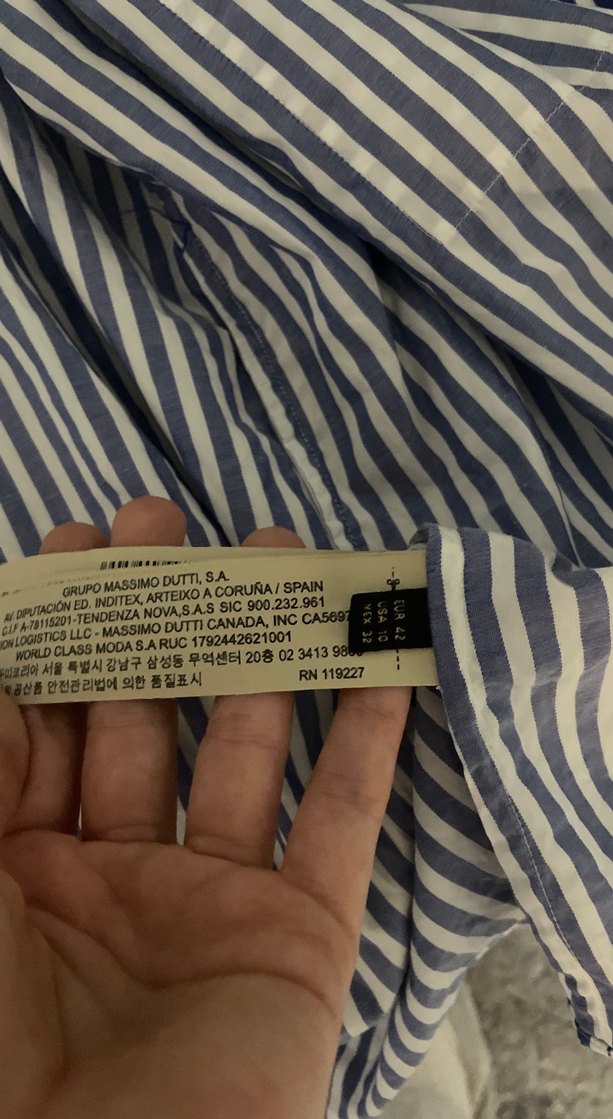 GRUPO MASSIMO DUTTI, S.A.
AV. DIPUTACIÓN ED. INDITEX, ARTEIXO A CORUÑA / SPAIN
C.I.F A-78115201-TENDENZA NOVA,S.A.S SIC 900.232.961
LOGISTICS LLC - MASSIMO DUTTI CANADA, INC
WORLD CLASS MODA S.A RUC 1792442621001
서울 특별시 강남구 삼성동 무역센터 20층 02 3413
안전관리법에 의한 품질표시
RN 119227
EUR 42
USA 10
MEX 32